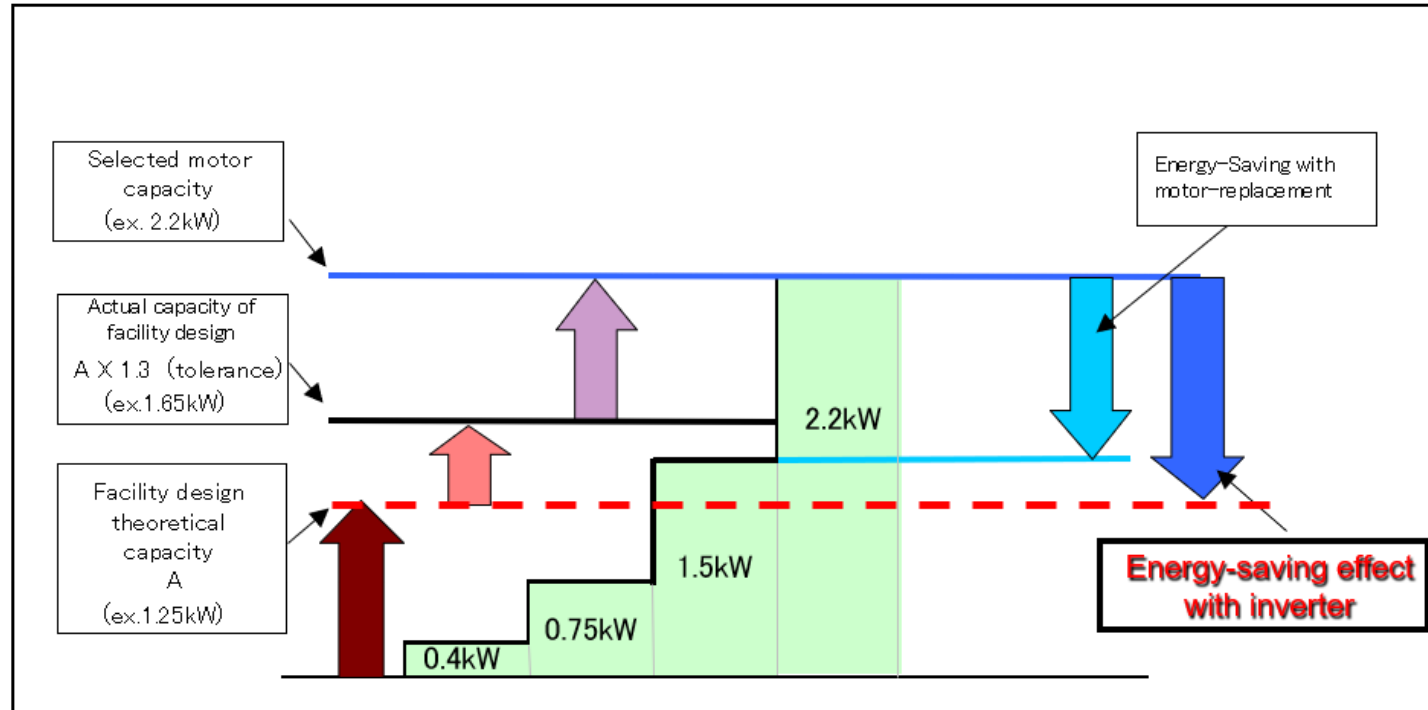 Selected motor
capacity
(ex. 2.2kW)
Energy-Saving with
motor-replacement
Actual capacity of
facility design
A X 1.3 (tolerance)
(ex.1.65kW)
2.2kW
Facility design
theoretical
capacity
A
(ex.1.25kW)
1.5kW
0.75kW
0.4kW
Energy-saving effect
with inverter